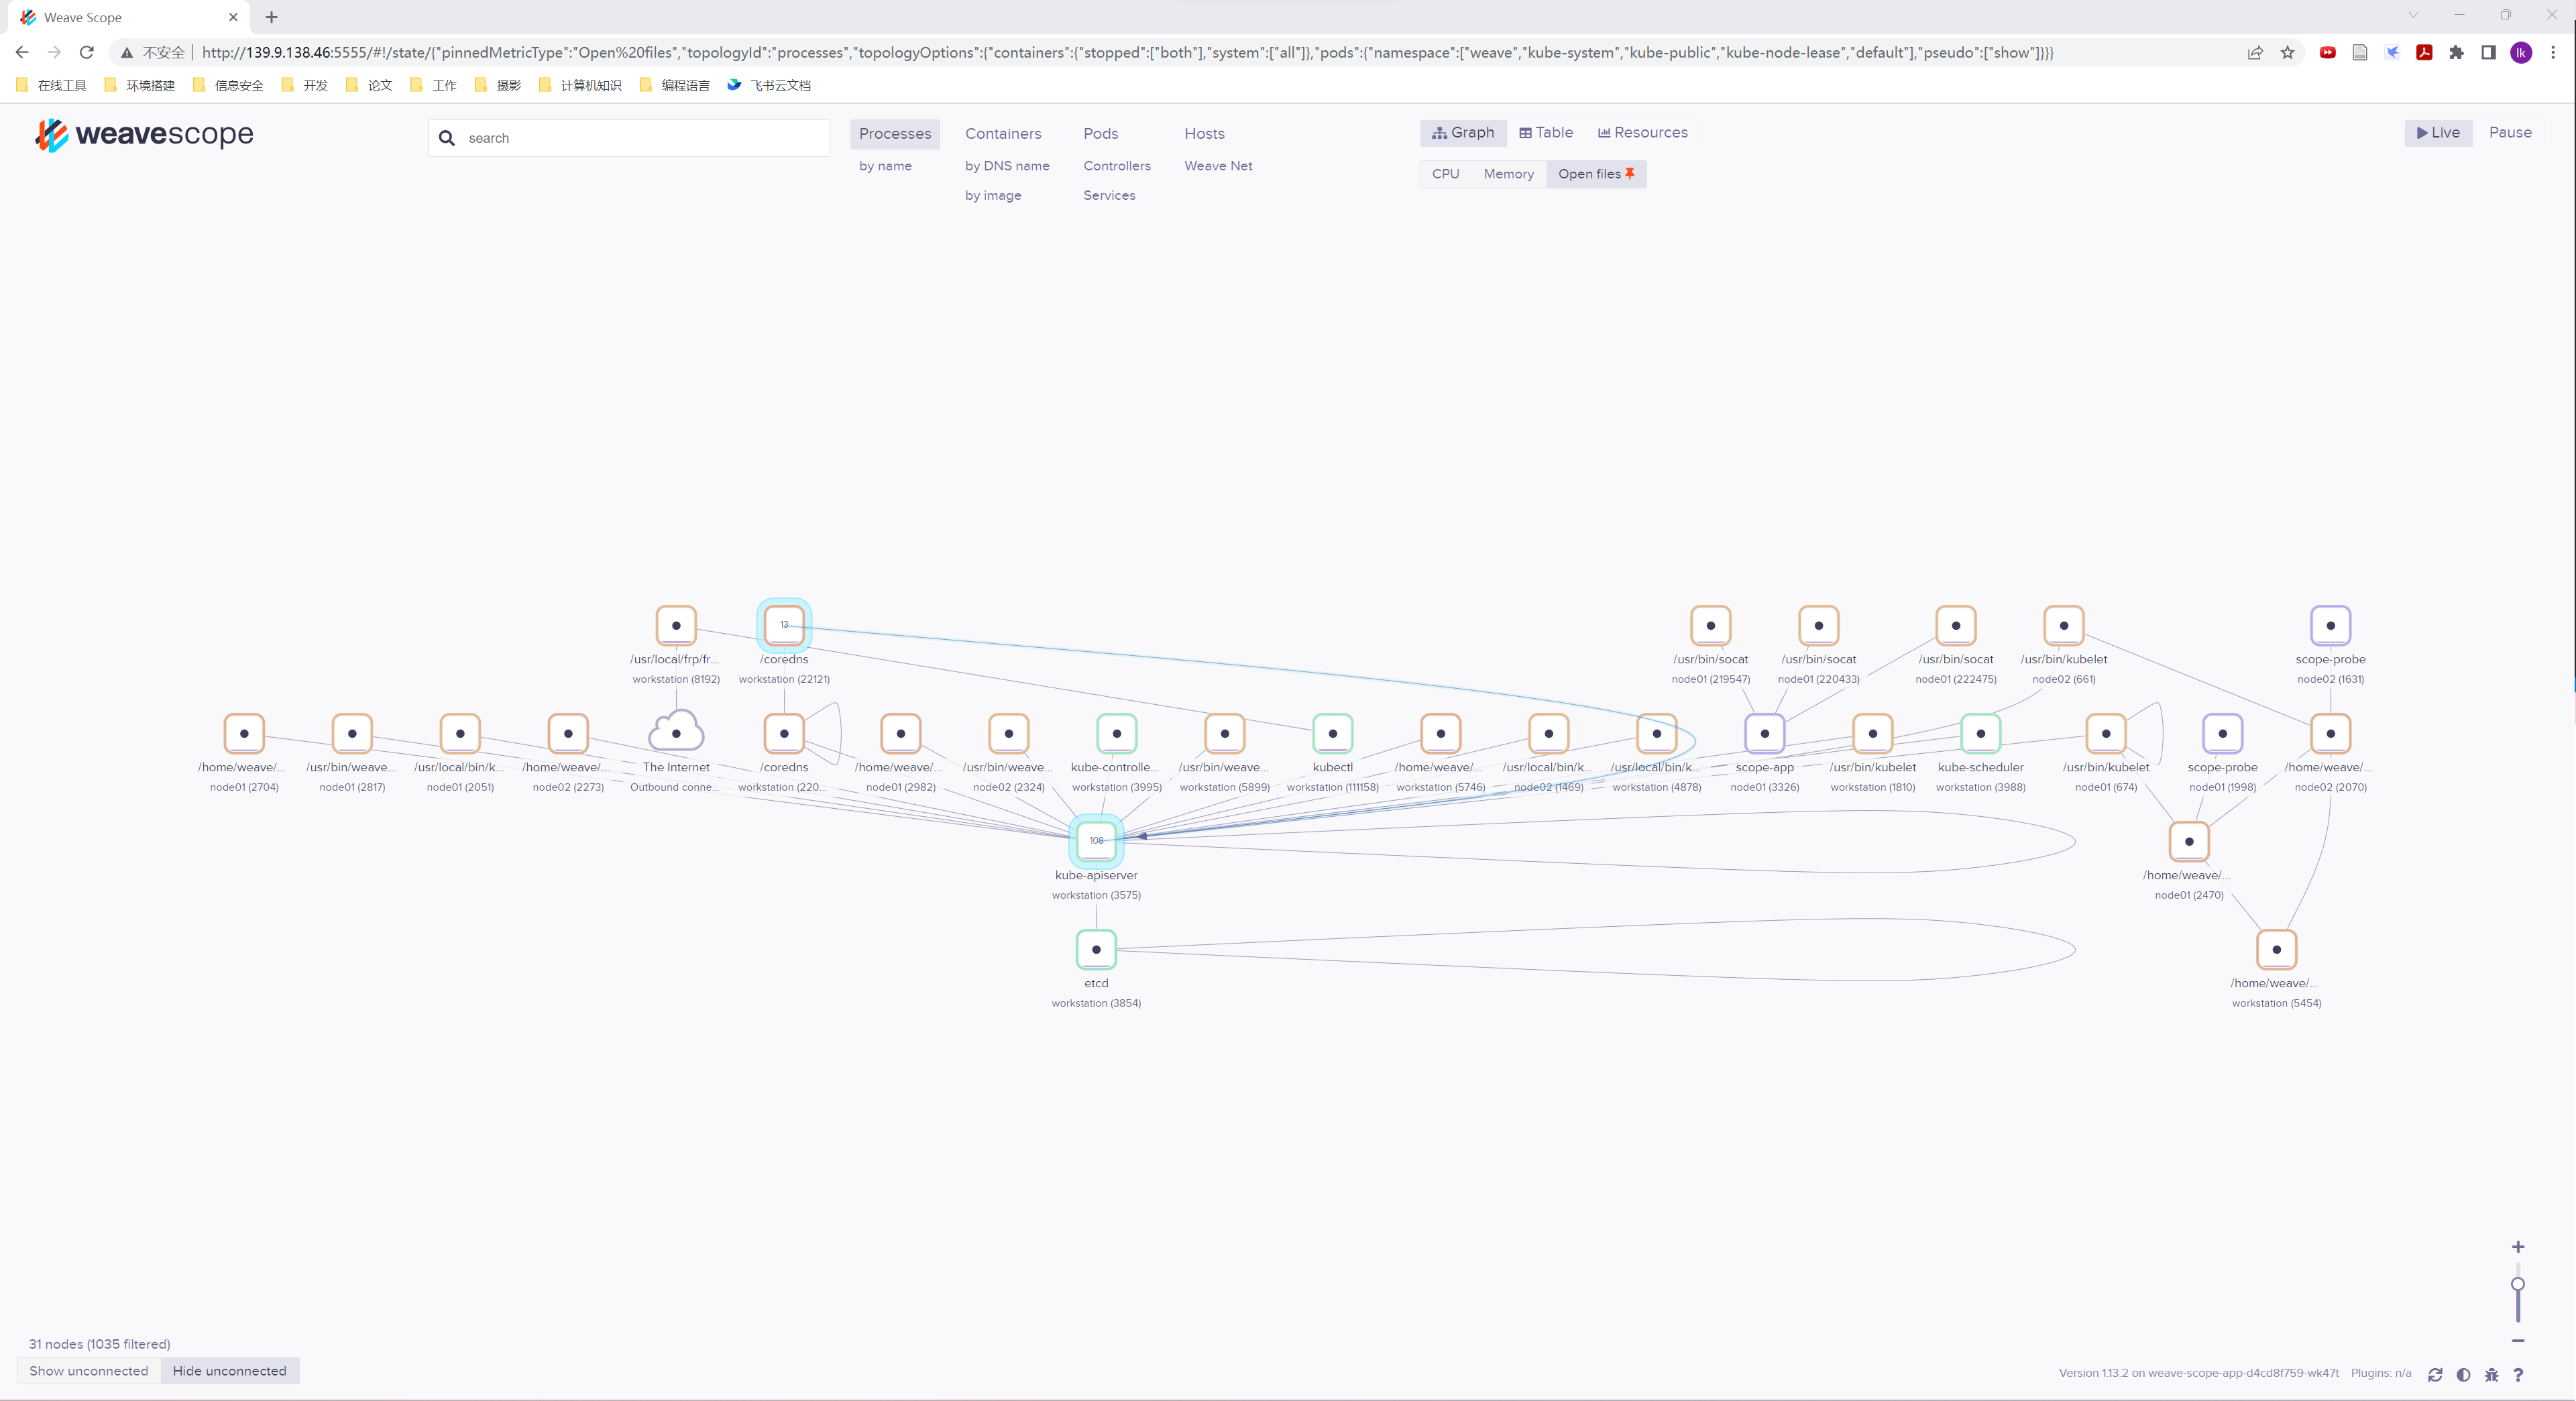 Weave Scope
不安全 | http://139.9.138.46:5555/#!/state/{"pinnedMetricType":"Open%20files","topologyId":"processes","topologyOptions":{"containers":{"stopped":["both"],"system":["all"]},"pods":{"namespace":["weave","kube-system","kube-public","kube-node-lease","default"],"pseudo":["show"]}}}
lk
在线工具 环境搭建 信息安全 开发 论文 工作 摄影 计算机知识 编程语言 飞书云文档
weavescope
search
Processes Containers Pods Hosts
by name by DNS name Controllers Weave Net
by image Services
Graph Table Resources
CPU Memory Open files
Live Pause
13
/usr/local/frp/fr... /coredns /usr/bin/socat /usr/bin/socat /usr/bin/socat /usr/bin/kubelet scope-probe
workstation (8192) workstation (22121) node01 (219547) node01 (220433) node01 (222475) node02 (661) node02 (1631)
/home/weave/... /usr/bin/weave... /usr/local/bin/k... /home/weave/... The Internet /coredns /home/weave/... /usr/bin/weave... kube-controlle... /usr/bin/weave... kubectl /home/weave/... /usr/local/bin/k... /usr/local/bin/k... scope-app /usr/bin/kubelet kube-scheduler /usr/bin/kubelet scope-probe /home/weave/...
node01 (2704) node01 (2817) node01 (2051) node02 (2273) Outbound conne... workstation (220... node01 (2982) node02 (2324) workstation (3995) workstation (5899) workstation (111158) workstation (5746) node02 (1469) workstation (4878) node01 (3326) workstation (1810) workstation (3988) node01 (674) node01 (1998) node02 (2070)
108
kube-apiserver /home/weave/...
workstation (3575) node01 (2470)
etcd /home/weave/...
workstation (3854) workstation (5454)
31 nodes (1035 filtered)
Show unconnected Hide unconnected
Version 1.13.2 on weave-scope-app-d4cd8f759-wk47t Plugins: n/a